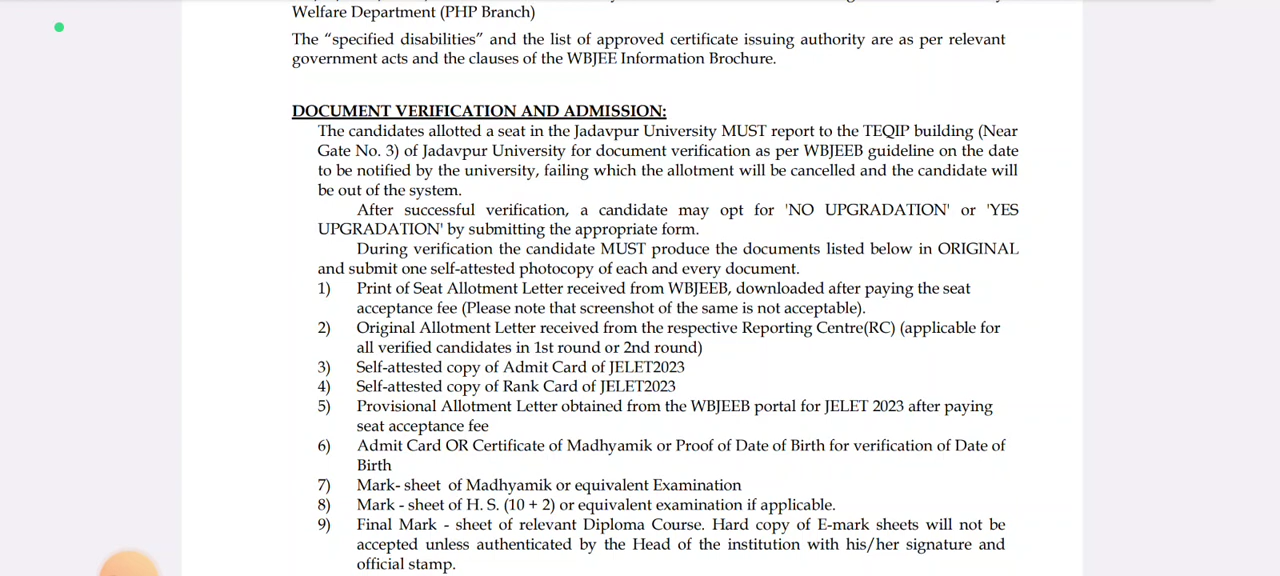 Welfare Department (PHP Branch)
The “specified disabilities” and the list of approved certificate issuing authority are as per relevant
government acts and the clauses of the WBJEE Information Brochure.
DOCUMENT VERIFICATION AND ADMISSION:
The candidates allotted a seat in the Jadavpur University MUST report to the TEQIP building (Near
Gate No. 3) of Jadavpur University for document verification as per WBJEEB guideline on the date
to be notified by the university, failing which the allotment will be cancelled and the candidate will
be out of the system.
After successful verification, a candidate may opt for 'NO UPGRADATION' or 'YES
UPGRADATION' by submitting the appropriate form.
During verification the candidate MUST produce the documents listed below in ORIGINAL
and submit one self-attested photocopy of each and every document.
1) Print of Seat Allotment Letter received from WBJEEB, downloaded after paying the seat
acceptance fee (Please note that screenshot of the same is not acceptable).
2) Original Allotment Letter received from the respective Reporting Centre(RC) (applicable for
all verified candidates in 1st round or 2nd round)
3) Self-attested copy of Admit Card of JELET2023
4) Self-attested copy of Rank Card of JELET2023
5) Provisional Allotment Letter obtained from the WBJEEB portal for JELET 2023 after paying
seat acceptance fee
6) Admit Card OR Certificate of Madhyamik or Proof of Date of Birth for verification of Date of
Birth
7) Mark- sheet of Madhyamik or equivalent Examination
8) Mark - sheet of H. S. (10 + 2) or equivalent examination if applicable.
9) Final Mark - sheet of relevant Diploma Course. Hard copy of E-mark sheets will not be
accepted unless authenticated by the Head of the institution with his/her signature and
official stamp.